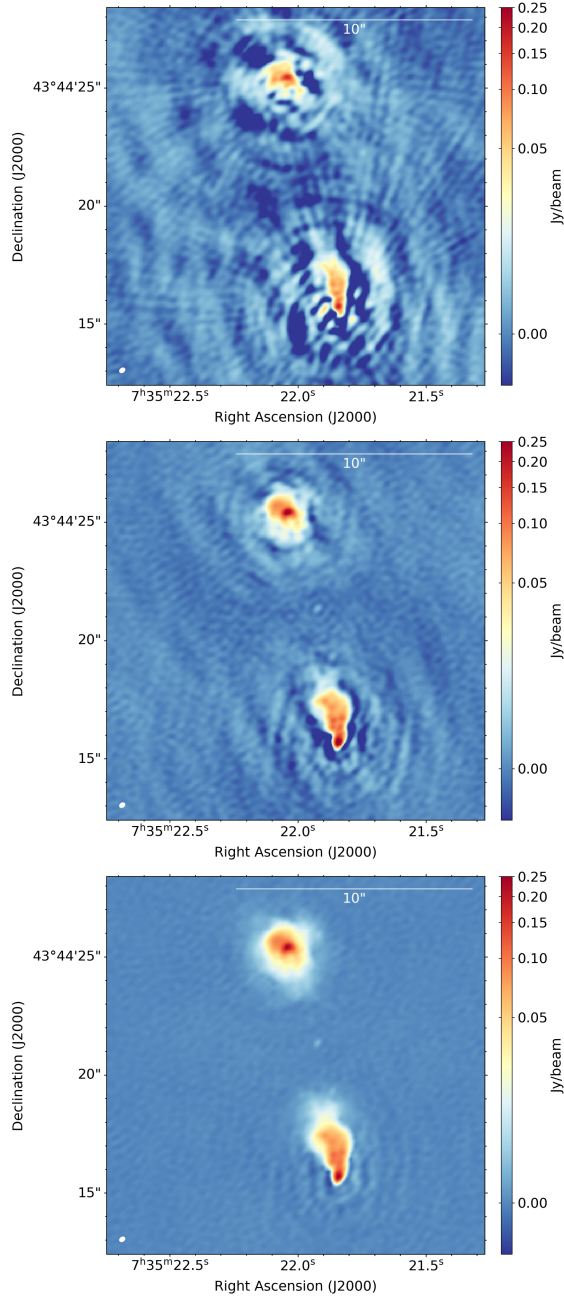 10"
0.25
0.20
0.15
0.10
0.05
0.00
Jy/beam
43°44'25"
20"
15"
Declination (J2000)
7ʰ35ᵐ22.5ˢ 22.0ˢ 21.5ˢ
Right Ascension (J2000)
10"
0.25
0.20
0.15
0.10
0.05
0.00
Jy/beam
43°44'25"
20"
15"
Declination (J2000)
7ʰ35ᵐ22.5ˢ 22.0ˢ 21.5ˢ
Right Ascension (J2000)
10"
0.25
0.20
0.15
0.10
0.05
0.00
Jy/beam
43°44'25"
20"
15"
Declination (J2000)
7ʰ35ᵐ22.5ˢ 22.0ˢ 21.5ˢ
Right Ascension (J2000)